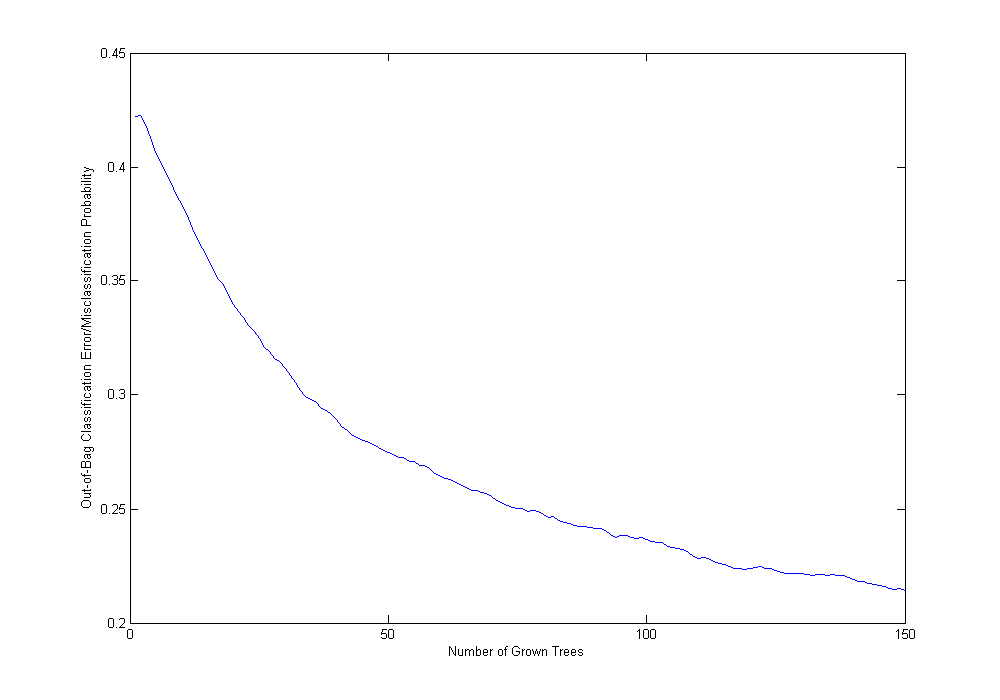 0.45
0.4
0.35
0.3
0.25
0.2
Out-of-Bag Classification Error/Misclassification Probability
0 50 100 150
Number of Grown Trees